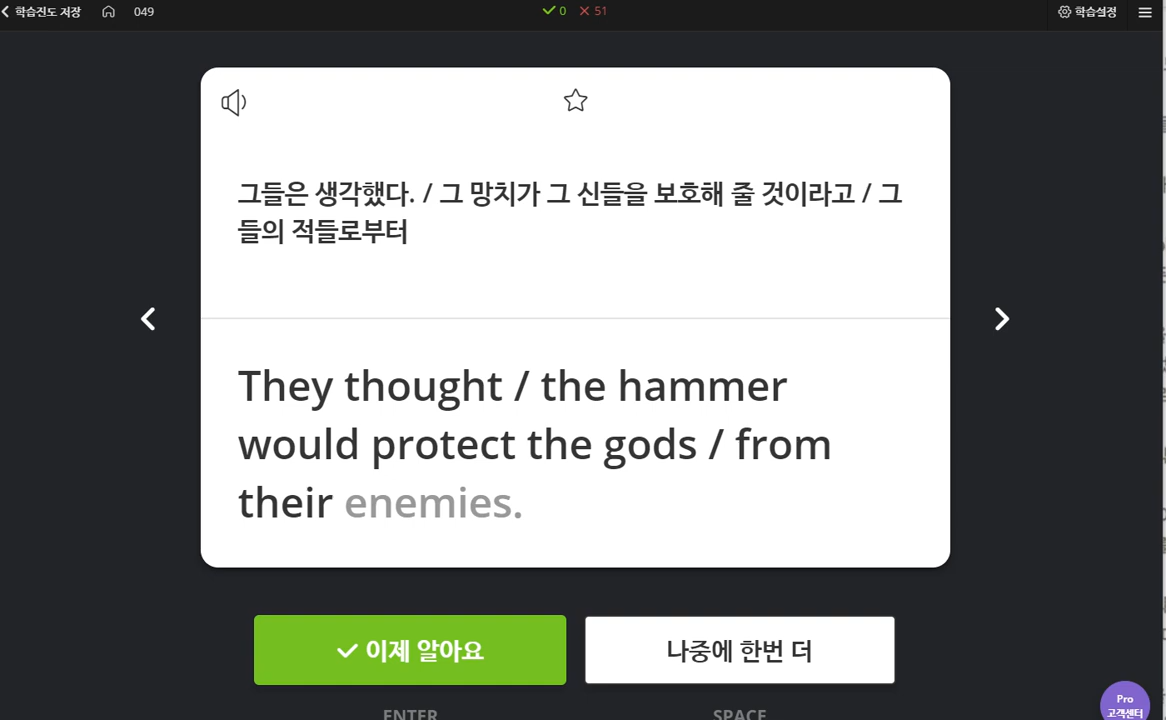 학습진도 저장 049 0 51 학습설정
그들은 생각했다. / 그 망치가 그 신들을 보호해 줄 것이라고 / 그
들의 적들로부터
They thought / the hammer
would protect the gods / from
their enemies.
이제 알아요 나중에 한번 더
ENTER SPACE
Pro
고객센터